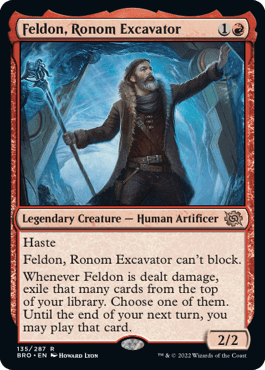 Feldon, Ronom Excavator 1
Legendary Creature — Human Artificer
Haste
Feldon, Ronom Excavator can't block.
Whenever Feldon is dealt damage,
exile that many cards from the top
of your library. Choose one of them.
Until the end of your next turn, you
may play that card.
2/2
135/287 R
BRO • EN Howard Lyon ™ & © 2022 Wizards of the Coast